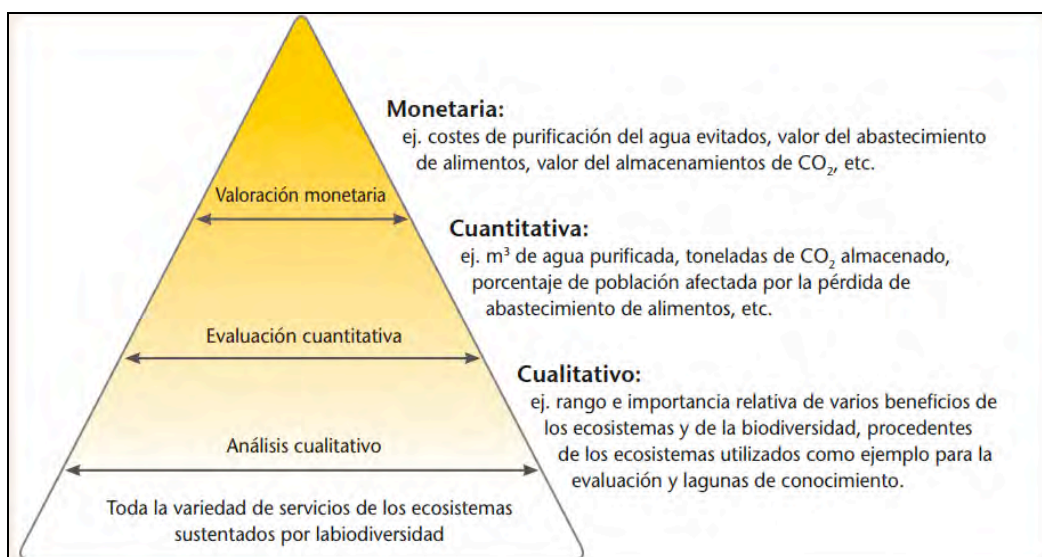 Monetaria:
ej. costes de purificación del agua evitados, valor del abastecimiento
de alimentos, valor del almacenamientos de CO₂, etc.
Valoración monetaria
Cuantitativa:
ej. m³ de agua purificada, toneladas de CO₂ almacenado,
porcentaje de población afectada por la pérdida de
abastecimiento de alimentos, etc.
Evaluación cuantitativa
Cualitativo:
ej. rango e importancia relativa de varios beneficios de
los ecosistemas y de la biodiversidad, procedentes
de los ecosistemas utilizados como ejemplo para la
evaluación y lagunas de conocimiento.
Análisis cualitativo
Toda la variedad de servicios de los ecosistemas
sustentados por labiodiversidad